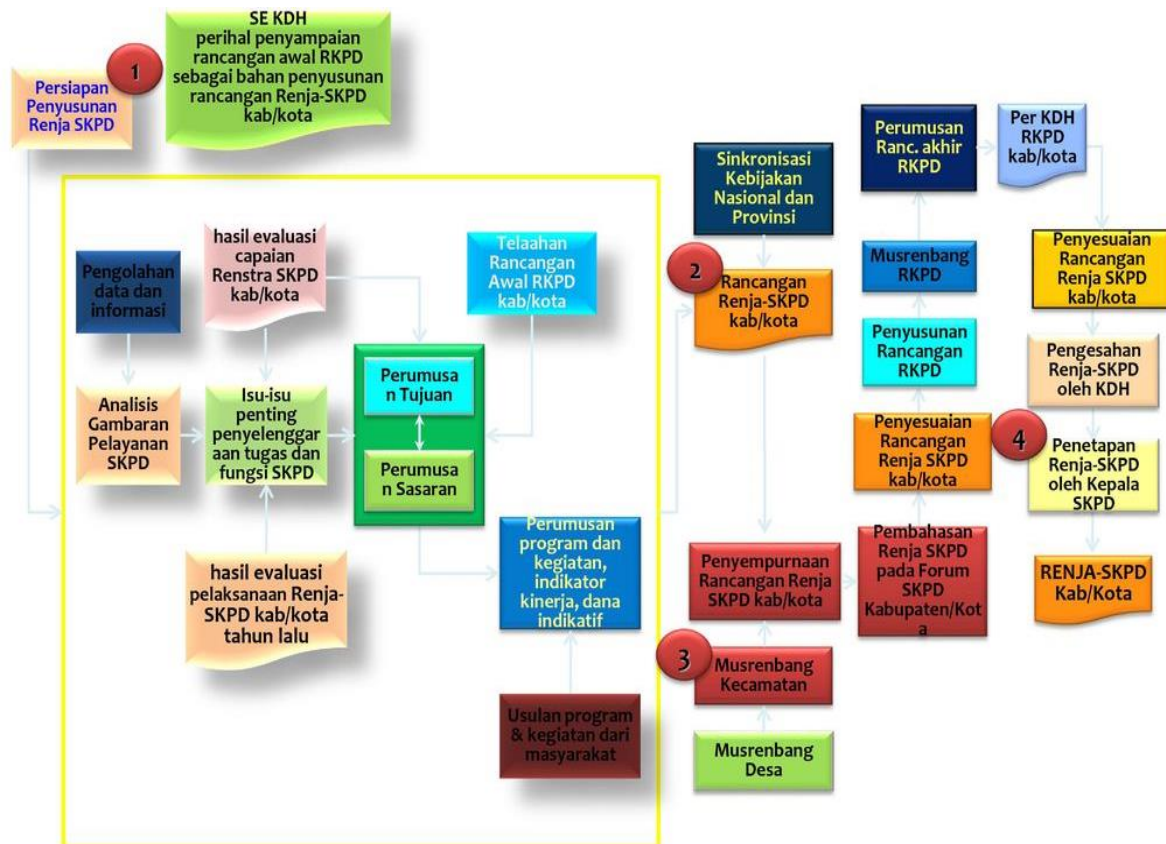 SE KDH
perihal penyampaian
rancangan awal RKPD
sebagai bahan penyusunan
rancangan Renja-SKPD
kab/kota
1
Persiapan
Penyusunan
Renja SKPD
Pengolahan
data dan
informasi
hasil evaluasi
capaian
Renstra SKPD
kab/kota
Telaahan
Rancangan
Awal RKPD
kab/kota
Analisis
Gambaran
Pelayanan
SKPD
Isu-isu
penting
penyelenggar
aan tugas dan
fungsi SKPD
Perumusa
n Tujuan
Perumusa
n Sasaran
hasil evaluasi
pelaksanaan Renja-
SKPD kab/kota
tahun lalu
Perumusan
program dan
kegiatan,
indikator
kinerja, dana
indikatif
Usulan program
& kegiatan dari
masyarakat
Sinkronisasi
Kebijakan
Nasional dan
Provinsi
2
Rancangan
Renja-SKPD
kab/kota
Penyempurnaan
Rancangan Renja
SKPD kab/kota
3
Musrenbang
Kecamatan
Musrenbang
Desa
Perumusan
Ranc. akhir
RKPD
Musrenbang
RKPD
Penyusunan
Rancangan
RKPD
Penyesuaian
Rancangan
Renja SKPD
kab/kota
Pembahasan
Renja SKPD
pada Forum
SKPD
Kabupaten/Kot
a
Per KDH
RKPD
kab/kota
Penyesuaian
Rancangan
Renja SKPD
kab/kota
Pengesahan
Renja-SKPD
oleh KDH
4
Penetapan
Renja-SKPD
oleh Kepala
SKPD
RENJA-SKPD
Kab/Kota